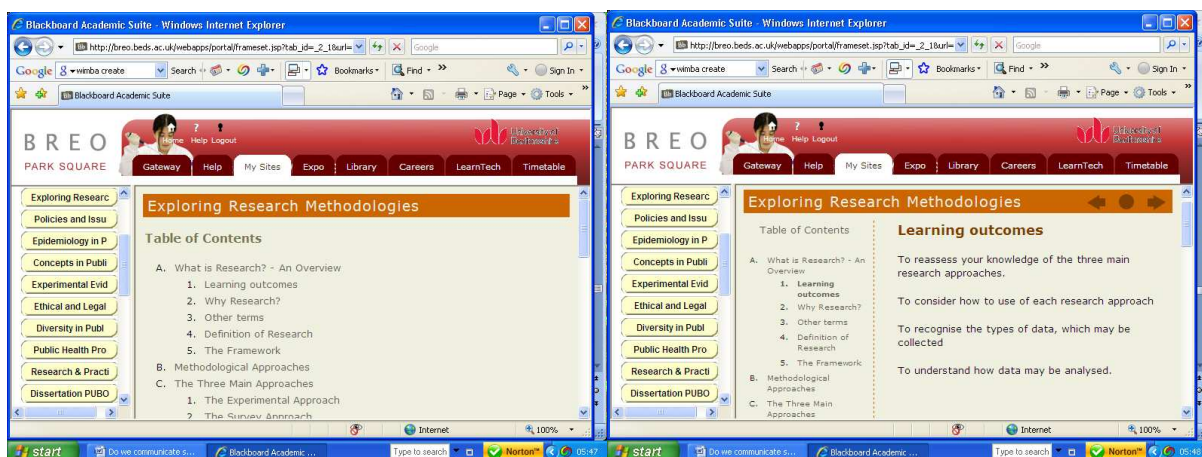 Blackboard Academic Suite - Windows Internet Explorer
http://breo.beds.ac.uk/webapps/portal/frameset.jsp?tab_id=_2_1&url=
Google
Google wimba create Search Bookmarks Find Sign In
Blackboard Academic Suite
Page Tools
BREO
PARK SQUARE
Home Help Logout
University of
Bedfordshire
Gateway Help My Sites Expo Library Careers LearnTech Timetable
Exploring Researc
Policies and Issu
Epidemiology in P
Concepts in Publi
Experimental Evid
Ethical and Legal
Diversity in Publ
Public Health Pro
Research & Practi
Dissertation PUBO
Exploring Research Methodologies
Table of Contents
A. What is Research? - An Overview
1. Learning outcomes
2. Why Research?
3. Other terms
4. Definition of Research
5. The Framework
B. Methodological Approaches
C. The Three Main Approaches
1. The Experimental Approach
2. The Survey Approach
Internet 100%
start Do we communicate s... Blackboard Academic ... Type to search Norton™ 05:47
Blackboard Academic Suite - Windows Internet Explorer
http://breo.beds.ac.uk/webapps/portal/frameset.jsp?tab_id=_2_1&url=
Google
Google wimba create Search Bookmarks Find Sign In
Blackboard Academic Suite
Page Tools
BREO
PARK SQUARE
Home Help Logout
University of
Bedfordshire
Gateway Help My Sites Expo Library Careers LearnTech Timetable
Exploring Researc
Policies and Issu
Epidemiology in P
Concepts in Publi
Experimental Evid
Ethical and Legal
Diversity in Publ
Public Health Pro
Research & Practi
Dissertation PUBO
Exploring Research Methodologies
Table of Contents
A. What is Research? - An
Overview
1. Learning
outcomes
2. Why Research?
3. Other terms
4. Definition of
Research
5. The Framework
B. Methodological
Approaches
C. The Three Main
Approaches
Learning outcomes
To reassess your knowledge of the three main
research approaches.
To consider how to use of each research approach
To recognise the types of data, which may be
collected
To understand how data may be analysed.
Internet 100%
start Do we communicate s... Blackboard Academic ... Type to search Norton™ 05:48